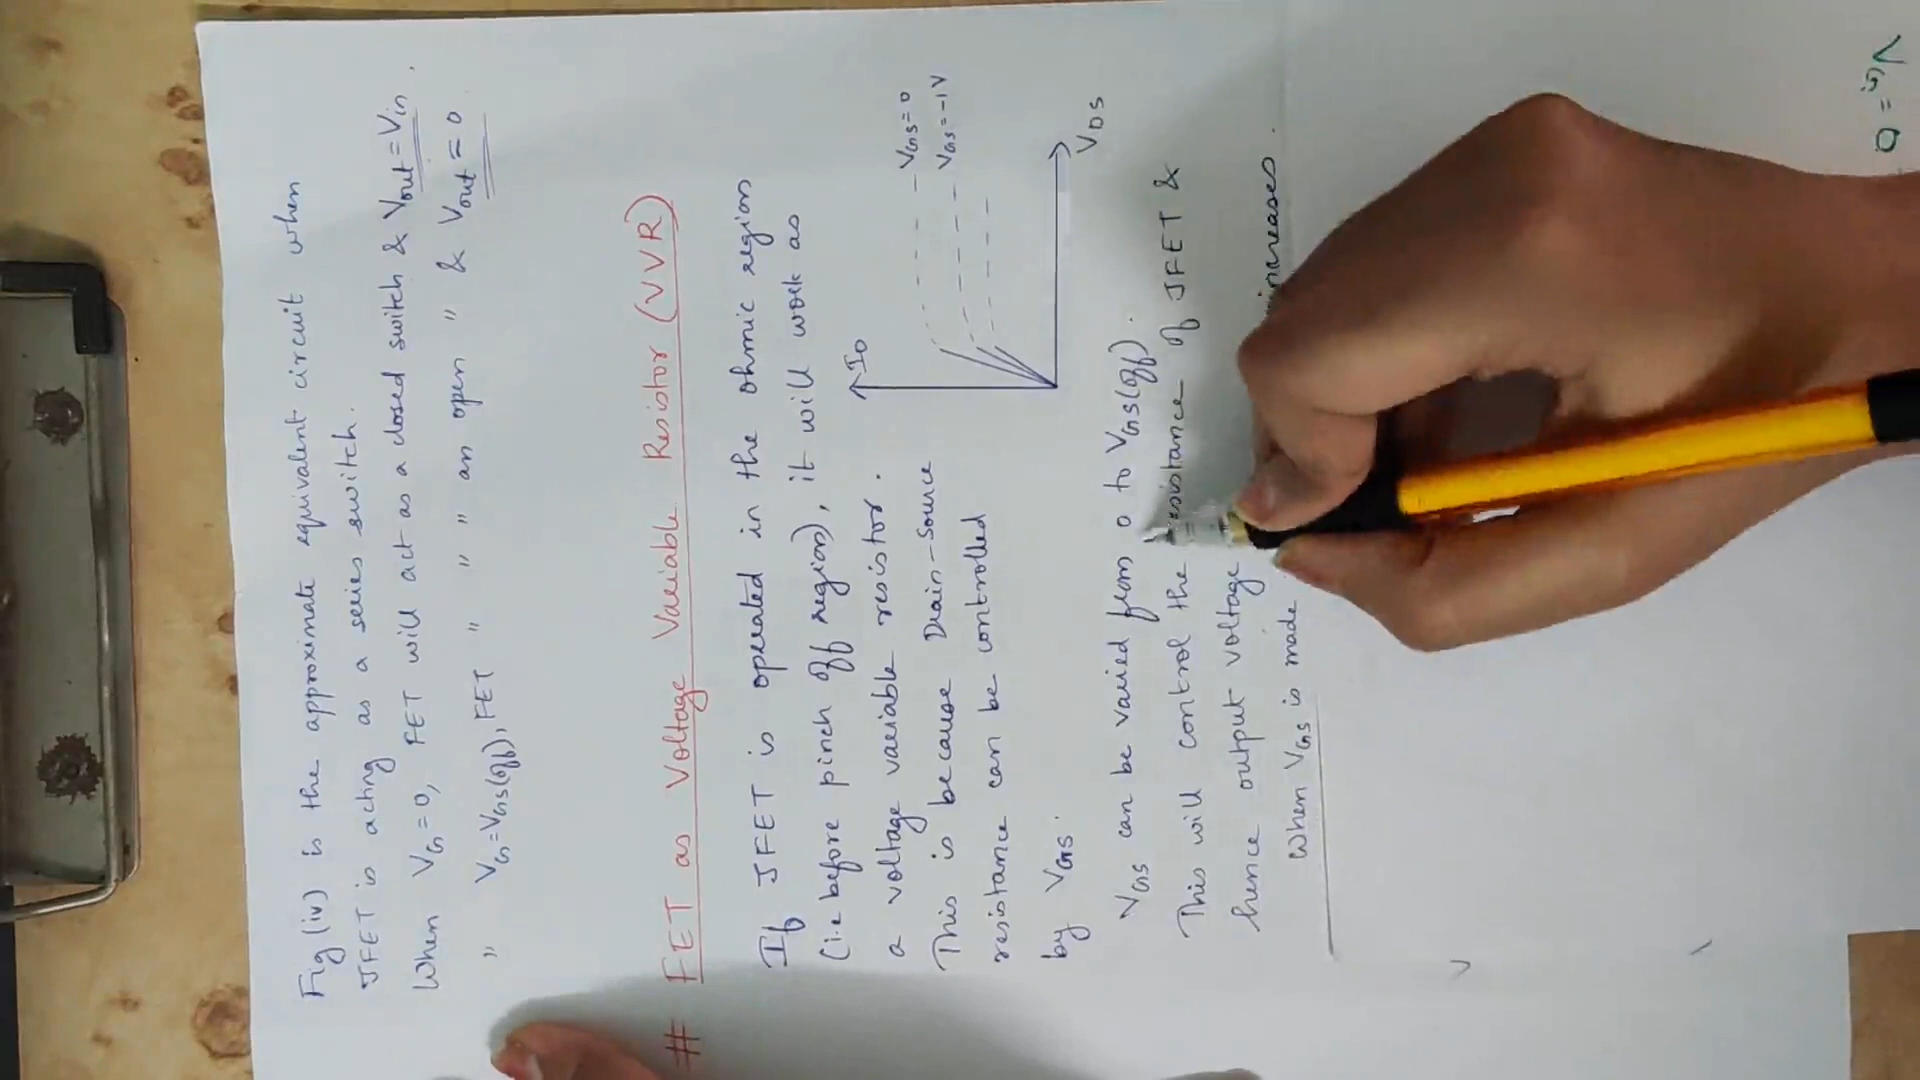 Fig (iv) is the approximate equivalent circuit when
JFET is acting as a series switch.
When VG = 0, FET will act as a closed switch & Vout = Vin.
" VG = VGS(off), FET " " " an open " & Vout = 0.
# FET as Voltage Variable Resistor (VVR)
If JFET is operated in the ohmic region
(i.e before pinch off region), it will work as
a voltage variable resistor.
This is because Drain-Source
resistance can be controlled
by VGS.
ID
VGS = 0
VGS = -1V
VDS
VGS can be varied from 0 to VGS(off).
This will control the resistance of JFET &
hence output voltage
When VGS is made increases.
= 0